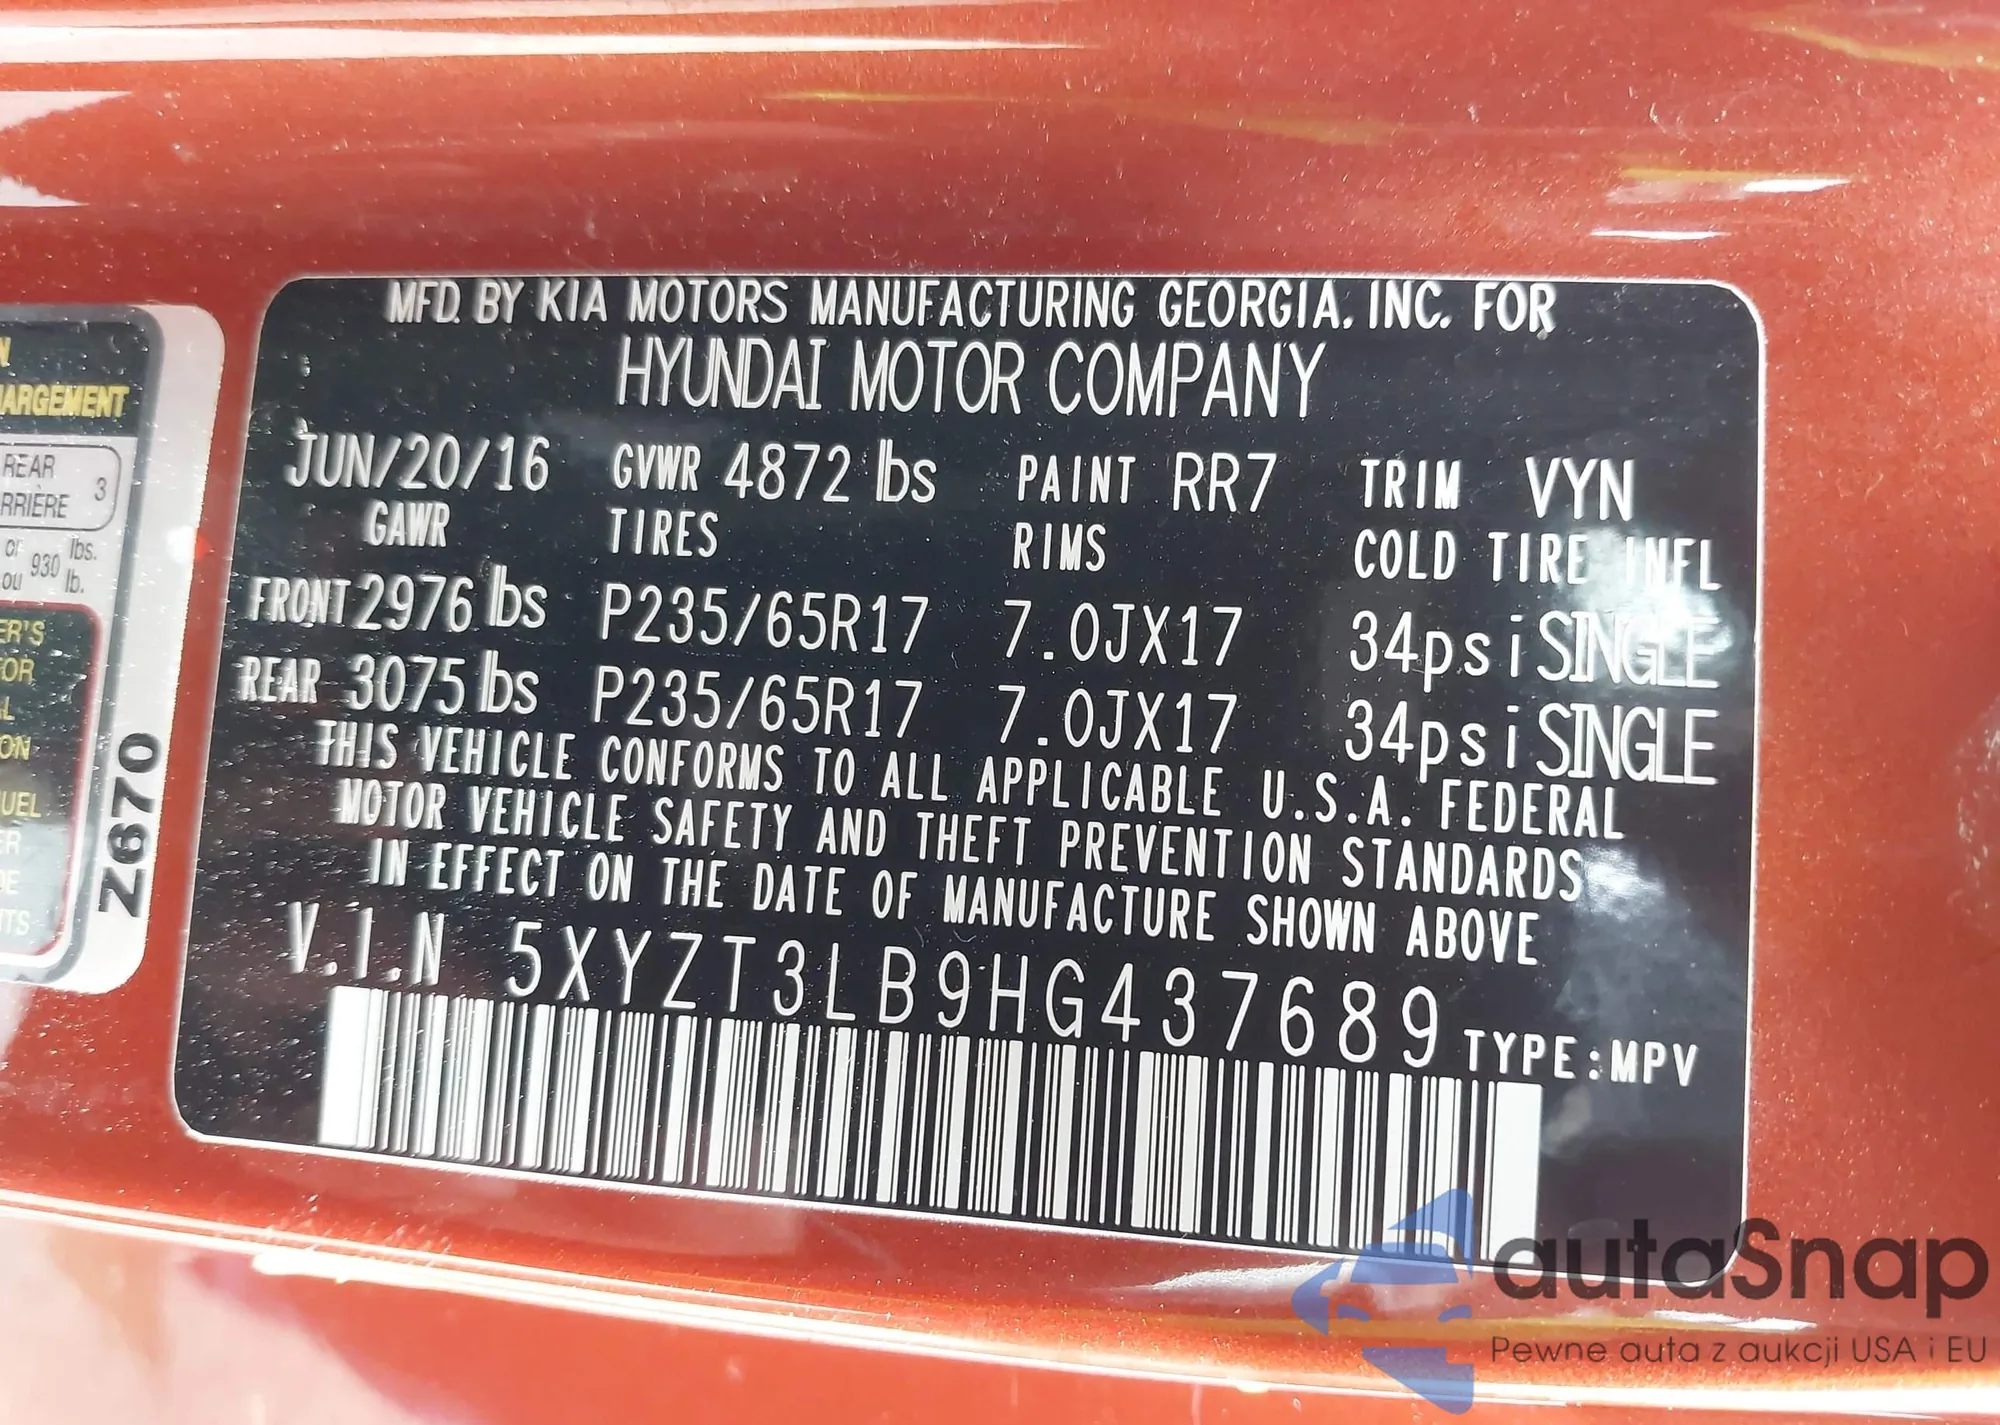 MFD. BY KIA MOTORS MANUFACTURING GEORGIA, INC. FOR
HYUNDAI MOTOR COMPANY
JUN/20/16 GVWR 4872 lbs PAINT RR7 TRIM VYN
GAWR TIRES RIMS COLD TIRE INFL
FRONT 2976 lbs P235/65R17 7.0JX17 34psi SINGLE
REAR 3075 lbs P235/65R17 7.0JX17 34psi SINGLE
THIS VEHICLE CONFORMS TO ALL APPLICABLE U.S.A. FEDERAL
MOTOR VEHICLE SAFETY AND THEFT PREVENTION STANDARDS
IN EFFECT ON THE DATE OF MANUFACTURE SHOWN ABOVE
V.I.N 5XYZT3LB9HG437689 TYPE:MPV
REAR 3
930 lbs.
ou lb.
Z670
autaSnap
Pewne auta z aukcji USA i EU